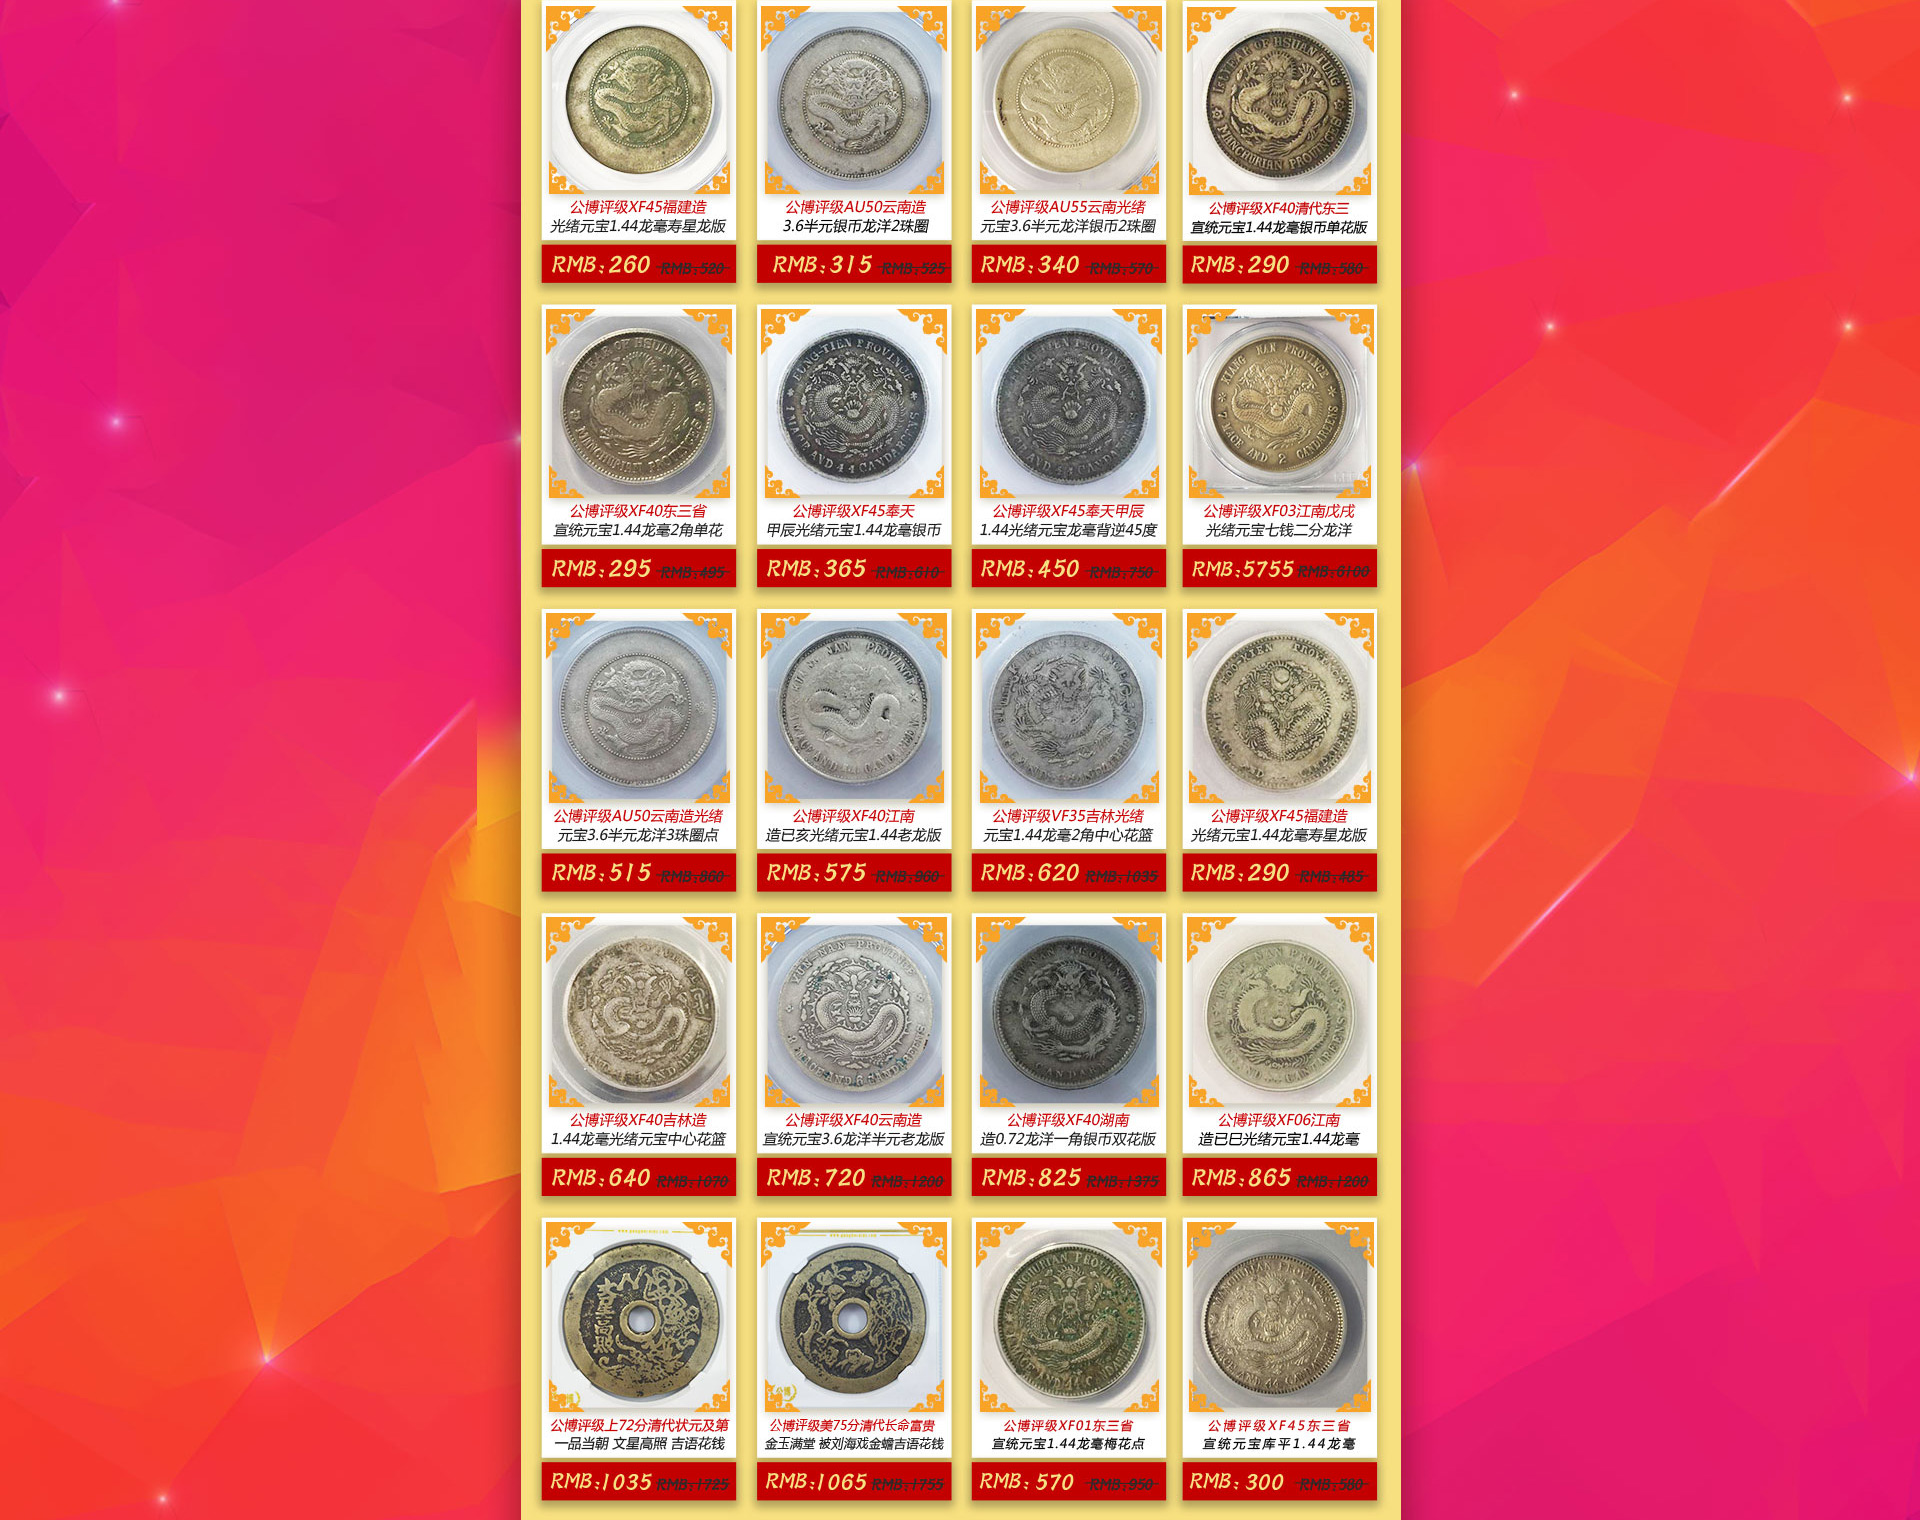 公博评级XF45福建造
光绪元宝1.44龙毫寿星龙版
RMB:260 RMB:520
公博评级AU50云南造
3.6半元银币龙洋2珠圈
RMB:315 RMB:525
公博评级AU55云南光绪
元宝3.6半元龙洋银币2珠圈
RMB:340 RMB:570
公博评级XF40清代东三
宣统元宝1.44龙毫银币单花版
RMB:290 RMB:580
公博评级XF40东三省
宣统元宝1.44龙毫2角单花
RMB:295 RMB:495
公博评级XF45奉天
甲辰光绪元宝1.44龙毫银币
RMB:365 RMB:610
公博评级XF45奉天甲辰
1.44光绪元宝龙毫背逆45度
RMB:450 RMB:750
公博评级XF03江南戊戌
光绪元宝七钱二分龙洋
RMB:5755 RMB:6100
公博评级AU50云南造光绪
元宝3.6半元龙洋3珠圈点
RMB:515 RMB:860
公博评级XF40江南
造已亥光绪元宝1.44老龙版
RMB:575 RMB:960
公博评级VF35吉林光绪
元宝1.44龙毫2角中心花篮
RMB:620 RMB:1035
公博评级XF45福建造
光绪元宝1.44龙毫寿星龙版
RMB:290 RMB:485
公博评级XF40吉林造
1.44龙毫光绪元宝中心花篮
RMB:640 RMB:1070
公博评级XF40云南造
宣统元宝3.6龙洋半元老龙版
RMB:720 RMB:1200
公博评级XF40湖南
造0.72龙洋一角银币双花版
RMB:825 RMB:1375
公博评级XF06江南
造已巳光绪元宝1.44龙毫
RMB:865 RMB:1200
公博评级上72分清代状元及第
一品当朝 文星高照 吉语花钱
RMB:1035 RMB:1725
公博评级美75分清代长命富贵
金玉满堂 被刘海戏金蟾吉语花钱
RMB:1065 RMB:1755
公博评级XF01东三省
宣统元宝1.44龙毫梅花点
RMB:570 RMB:950
公博评级XF45东三省
宣统元宝库平1.44龙毫
RMB:300 RMB:580